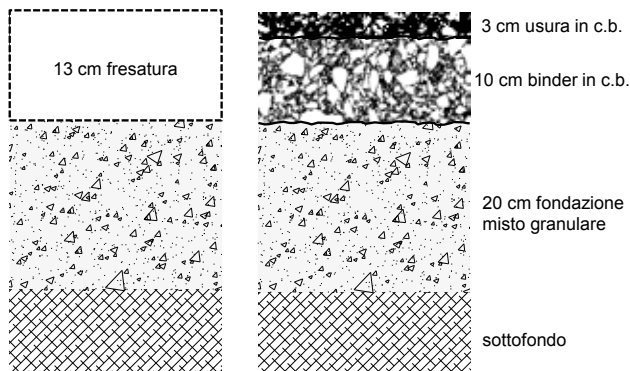 13 cm fresatura
3 cm usura in c.b.
10 cm binder in c.b.
20 cm fondazione
misto granulare
sottofondo